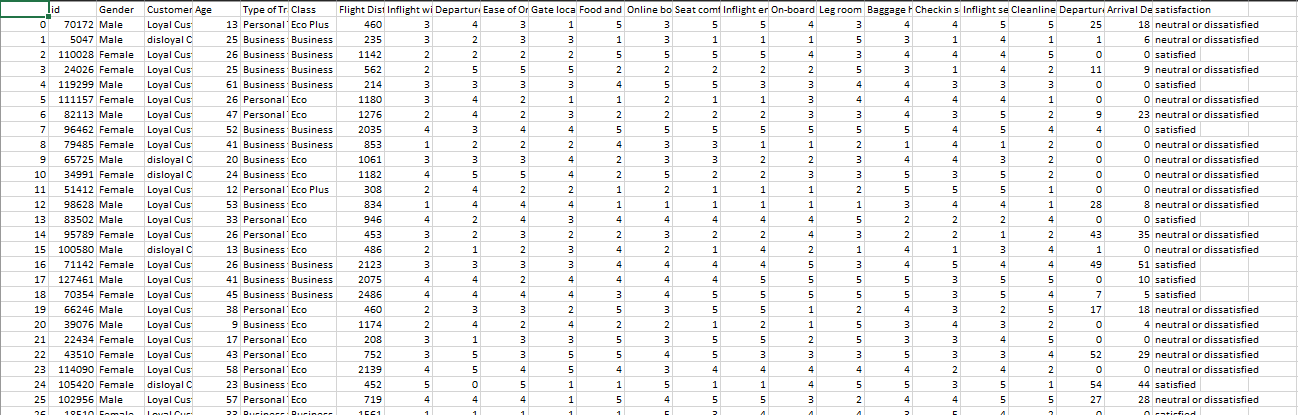 id Gender Customer Age Type of Tr Class Flight Dist Inflight wi Departure Ease of On Gate loca Food and Online bo Seat comf Inflight en On-board Leg room Baggage h Checkin s Inflight se Cleanline Departure Arrival De satisfaction
0 70172 Male Loyal Cus 13 Personal Eco Plus 460 3 4 3 1 5 3 5 5 4 3 4 4 5 5 25 18 neutral or dissatisfied
1 5047 Male disloyal C 25 Business Business 235 3 2 3 3 1 3 1 1 1 5 3 1 4 1 1 6 neutral or dissatisfied
2 110028 Female Loyal Cus 26 Business Business 1142 2 2 2 2 5 5 5 5 4 3 4 4 4 5 0 0 satisfied
3 24026 Female Loyal Cus 25 Business Business 562 2 5 5 5 2 2 2 2 2 5 3 1 4 2 11 9 neutral or dissatisfied
4 119299 Male Loyal Cus 61 Business Business 214 3 3 3 3 4 5 5 3 3 4 4 3 3 3 0 0 satisfied
5 111157 Female Loyal Cus 26 Personal Eco 1180 3 4 2 1 1 2 1 1 3 4 4 4 4 1 0 0 neutral or dissatisfied
6 82113 Male Loyal Cus 47 Personal Eco 1276 2 4 2 3 2 2 2 2 3 3 4 3 5 2 9 23 neutral or dissatisfied
7 96462 Female Loyal Cus 52 Business Business 2035 4 3 4 4 5 5 5 5 5 5 5 4 5 4 4 0 satisfied
8 79485 Female Loyal Cus 41 Business Business 853 1 2 2 2 4 3 3 1 1 2 1 4 1 2 0 0 neutral or dissatisfied
9 65725 Male disloyal C 20 Business Eco 1061 3 3 3 4 2 3 3 2 2 3 4 4 3 2 0 0 neutral or dissatisfied
10 34991 Female disloyal C 24 Business Eco 1182 4 5 5 4 2 5 2 2 3 3 5 3 5 2 0 0 neutral or dissatisfied
11 51412 Female Loyal Cus 12 Personal Eco Plus 308 2 4 2 2 1 2 1 1 1 2 5 5 5 1 0 0 neutral or dissatisfied
12 98628 Male Loyal Cus 53 Business Eco 834 1 4 4 4 1 1 1 1 1 1 3 4 4 1 28 8 neutral or dissatisfied
13 83502 Male Loyal Cus 33 Personal Eco 946 4 2 4 3 4 4 4 4 4 5 2 2 2 4 0 0 satisfied
14 95789 Female Loyal Cus 26 Personal Eco 453 3 2 3 2 2 3 2 2 4 3 2 2 1 2 43 35 neutral or dissatisfied
15 100580 Male disloyal C 13 Business Eco 486 2 1 2 3 4 2 1 4 2 1 4 1 3 4 1 0 neutral or dissatisfied
16 71142 Female Loyal Cus 26 Business Business 2123 3 3 3 3 4 4 4 4 5 3 4 5 4 4 49 51 satisfied
17 127461 Male Loyal Cus 41 Business Business 2075 4 4 2 4 4 4 4 5 5 5 5 3 5 5 0 10 satisfied
18 70354 Female Loyal Cus 45 Business Business 2486 4 4 4 4 3 4 5 5 5 5 5 3 5 4 7 5 satisfied
19 66246 Male Loyal Cus 38 Personal Eco 460 2 3 3 2 5 3 5 5 1 2 4 3 2 5 17 18 neutral or dissatisfied
20 39076 Male Loyal Cus 9 Business Eco 1174 2 4 2 4 2 2 1 2 1 5 3 4 3 2 0 4 neutral or dissatisfied
21 22434 Female Loyal Cus 17 Personal Eco 208 3 1 3 3 5 3 5 5 2 5 3 3 4 5 0 0 neutral or dissatisfied
22 43510 Female Loyal Cus 43 Personal Eco 752 3 5 3 5 5 4 5 3 3 3 5 3 3 4 52 29 neutral or dissatisfied
23 114090 Female Loyal Cus 58 Personal Eco 2139 4 5 4 5 4 3 4 4 4 4 4 2 4 4 0 0 neutral or dissatisfied
24 105420 Female disloyal C 23 Business Eco 452 5 0 5 1 1 5 1 1 4 5 5 3 5 1 54 44 satisfied
25 102956 Male Loyal Cus 57 Personal Eco 719 4 4 4 1 5 4 5 5 3 2 4 4 5 5 27 28 neutral or dissatisfied